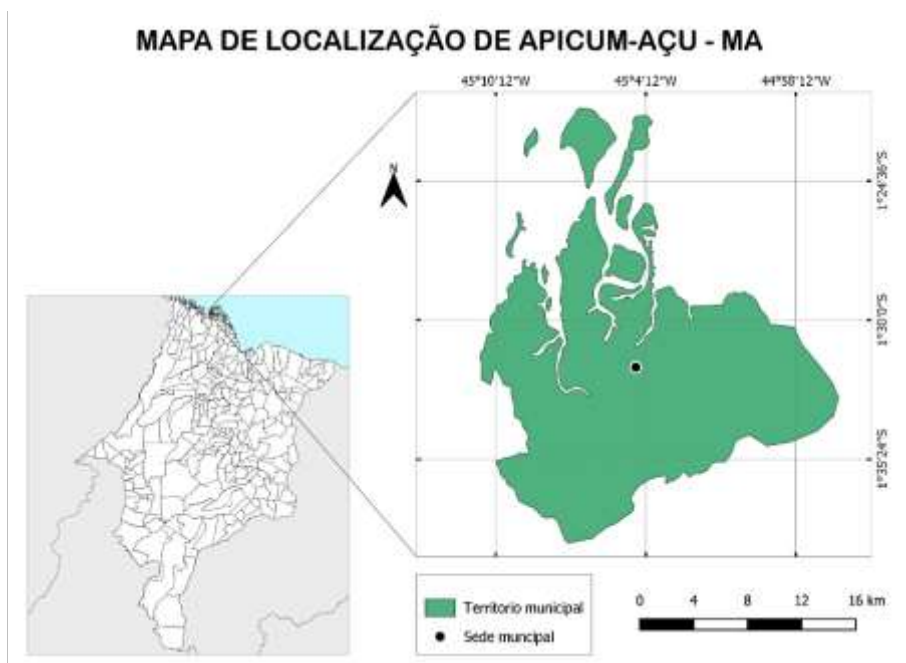 MAPA DE LOCALIZAÇÃO DE APICUM-AÇU - MA
45°10'12"W 45°4'12"W 44°58'12"W
N
1°24'36"S
1°30'0"S
1°35'24"S
Territorio municipal
Sede muncipal
0 4 8 12 16 km